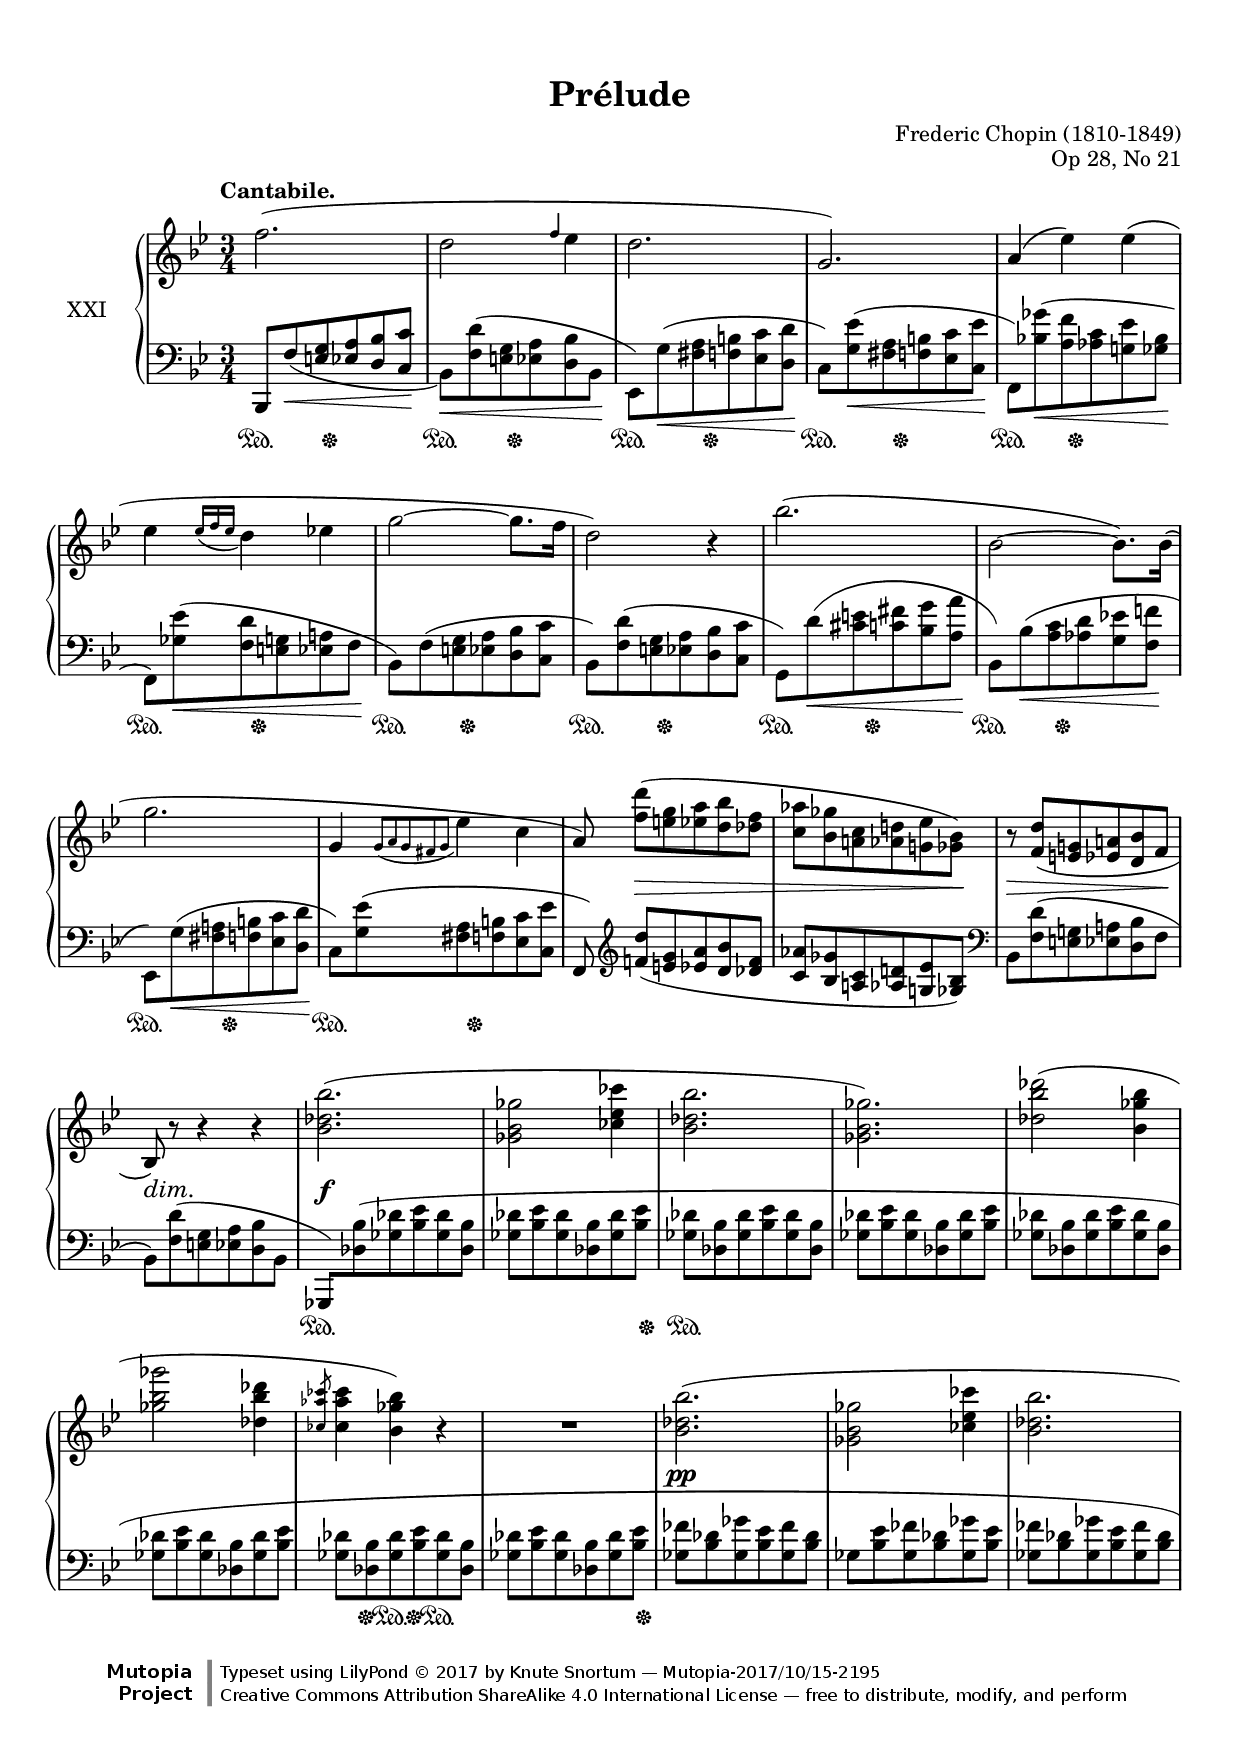 Prélude
Frederic Chopin (1810-1849)
Op 28, No 21
Cantabile.
XXI
dim.
f
pp
Mutopia Project
Typeset using LilyPond © 2017 by Knute Snortum — Mutopia-2017/10/15-2195
Creative Commons Attribution ShareAlike 4.0 International License — free to distribute, modify, and perform